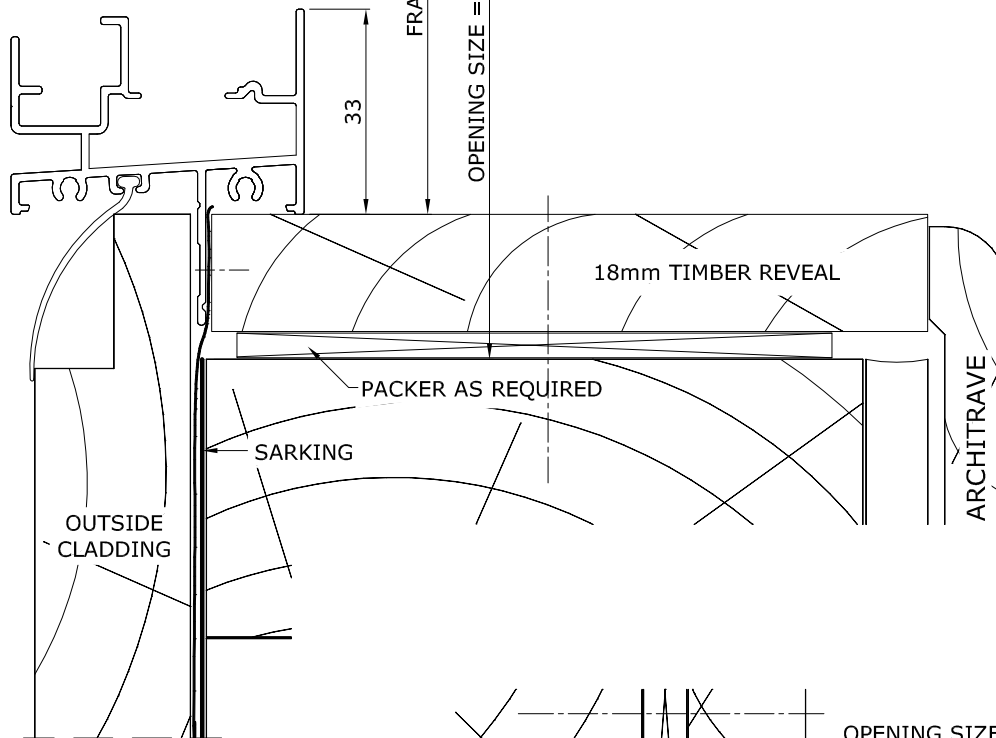 FRA
OPENING SIZE =
33
18mm TIMBER REVEAL
PACKER AS REQUIRED
SARKING
OUTSIDE
CLADDING
ARCHITRAVE
OPENING SIZE